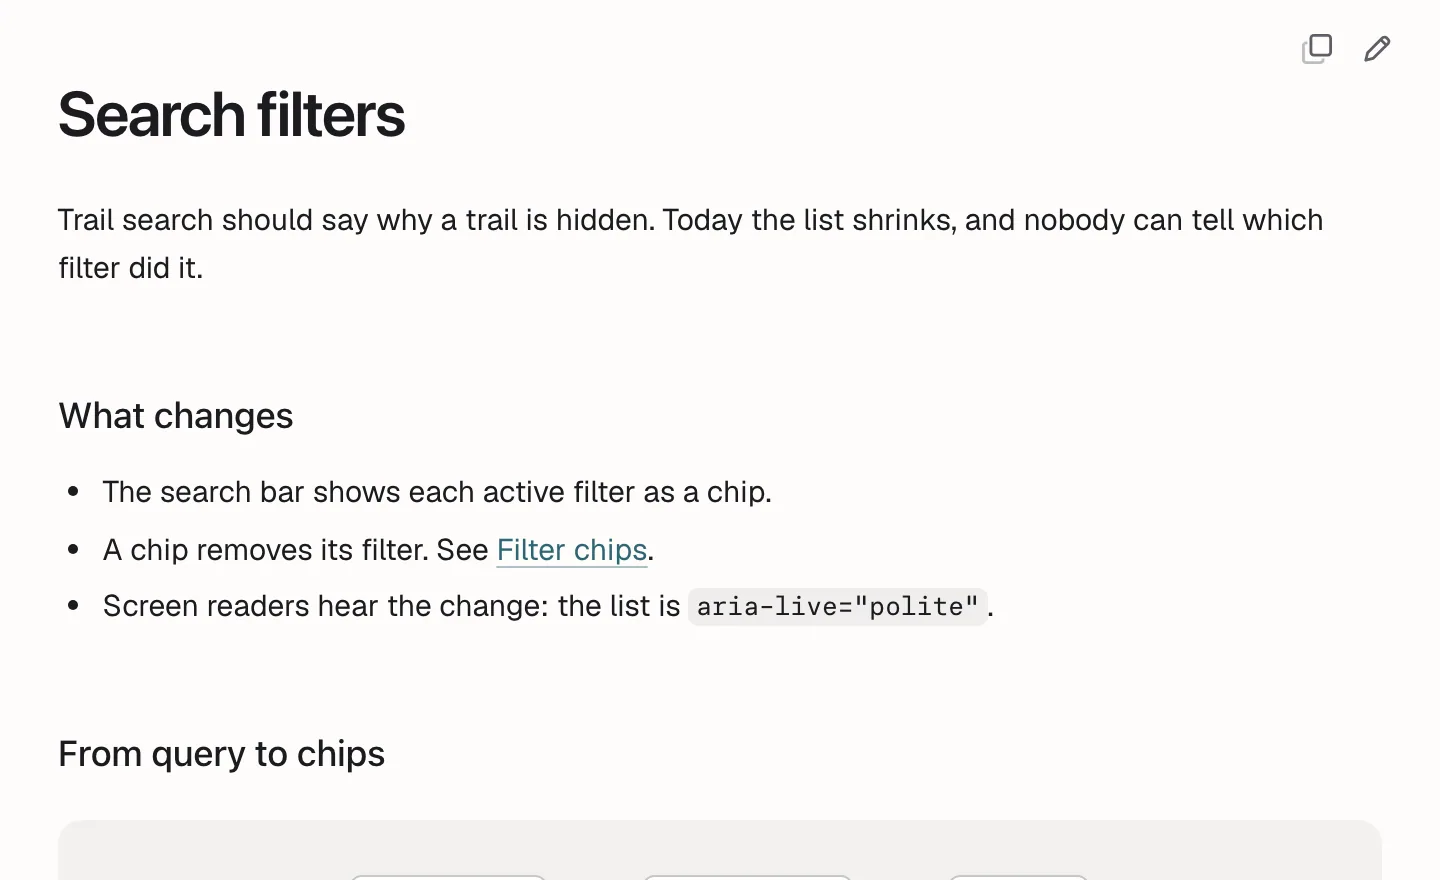 Search filters
Trail search should say why a trail is hidden. Today the list shrinks, and nobody can tell which
filter did it.
What changes
The search bar shows each active filter as a chip.
A chip removes its filter. See Filter chips.
Screen readers hear the change: the list is aria-live="polite".
From query to chips